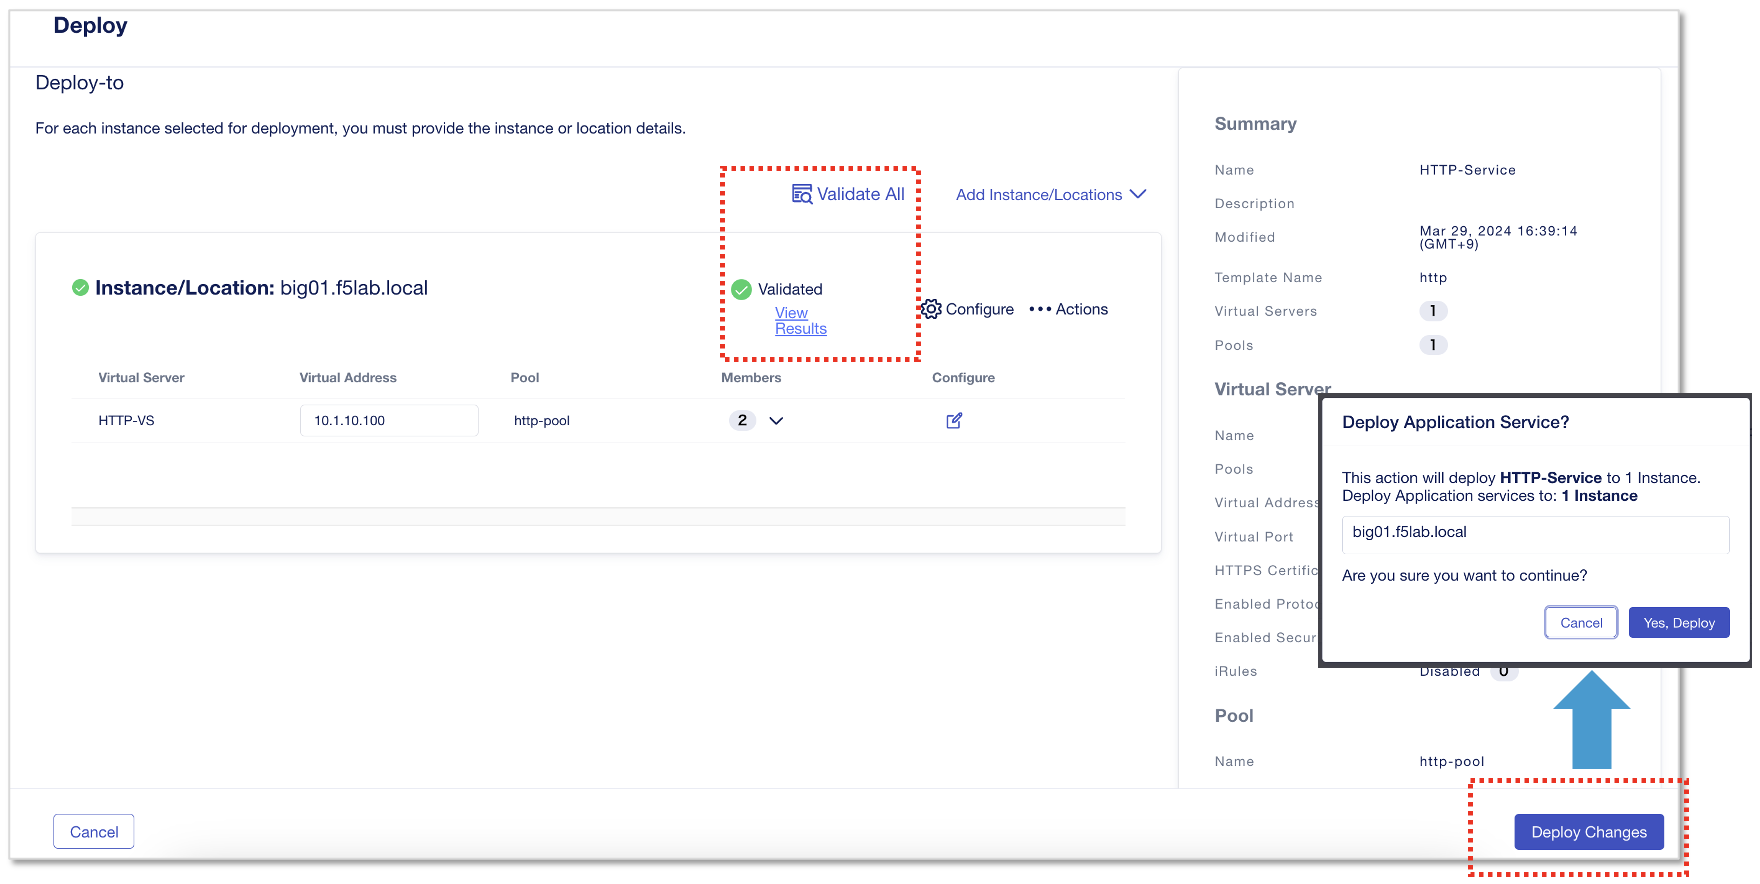 Deploy
Deploy-to
For each instance selected for deployment, you must provide the instance or location details.
Validate All
Add Instance/Locations
Instance/Location: big01.f5lab.local
Validated
View
Results
Configure
Actions
Virtual Server Virtual Address Pool Members Configure
HTTP-VS 10.1.10.100 http-pool 2
Summary
Name HTTP-Service
Description
Modified Mar 29, 2024 16:39:14
(GMT+9)
Template Name http
Virtual Servers 1
Pools 1
Virtual Server
Name
Pools
Virtual Address
Virtual Port
HTTPS Certific
Enabled Protoc
Enabled Secur
iRules Disabled 0
Pool
Name http-pool
Deploy Application Service?
This action will deploy HTTP-Service to 1 Instance.
Deploy Application services to: 1 Instance
big01.f5lab.local
Are you sure you want to continue?
Cancel Yes, Deploy
Cancel Deploy Changes